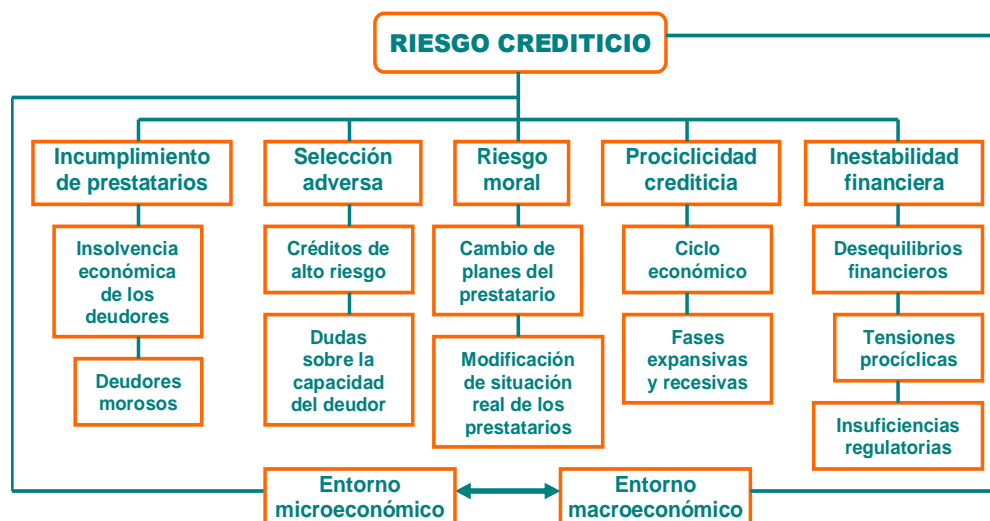 RIESGO CREDITICIO
Incumplimiento
de prestatarios
Selección
adversa
Riesgo
moral
Prociclicidad
crediticia
Inestabilidad
financiera
Insolvencia
económica
de los
deudores
Créditos de
alto riesgo
Cambio de
planes del
prestatario
Ciclo
económico
Desequilibrios
financieros
Deudores
morosos
Dudas
sobre la
capacidad
del deudor
Modificación
de situación
real de los
prestatarios
Fases
expansivas
y recesivas
Tensiones
procíclicas
Insuficiencias
regulatorias
Entorno
microeconómico
Entorno
macroeconómico